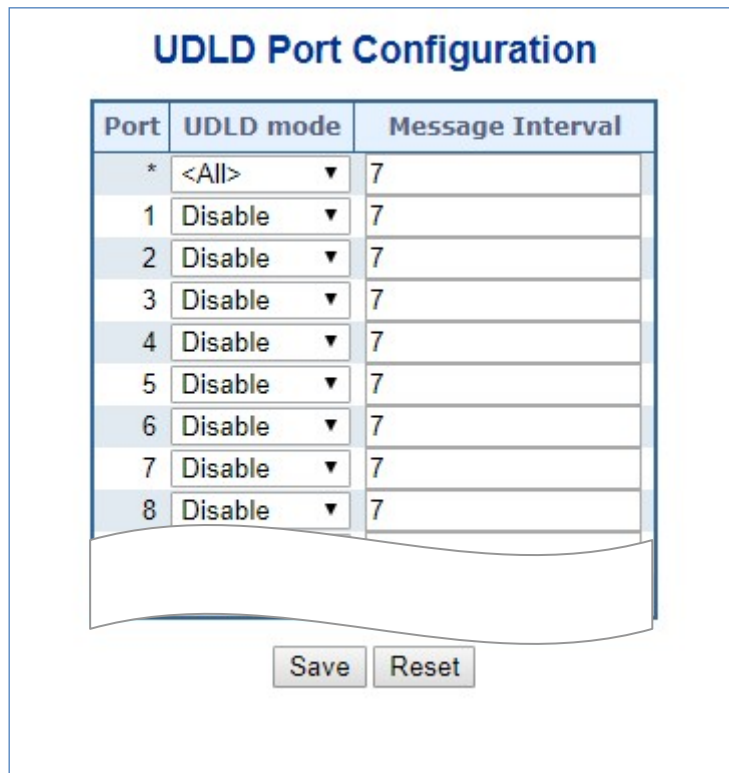 UDLD Port Configuration
Port UDLD mode Message Interval
* <All> 7
1 Disable 7
2 Disable 7
3 Disable 7
4 Disable 7
5 Disable 7
6 Disable 7
7 Disable 7
8 Disable 7
Save Reset